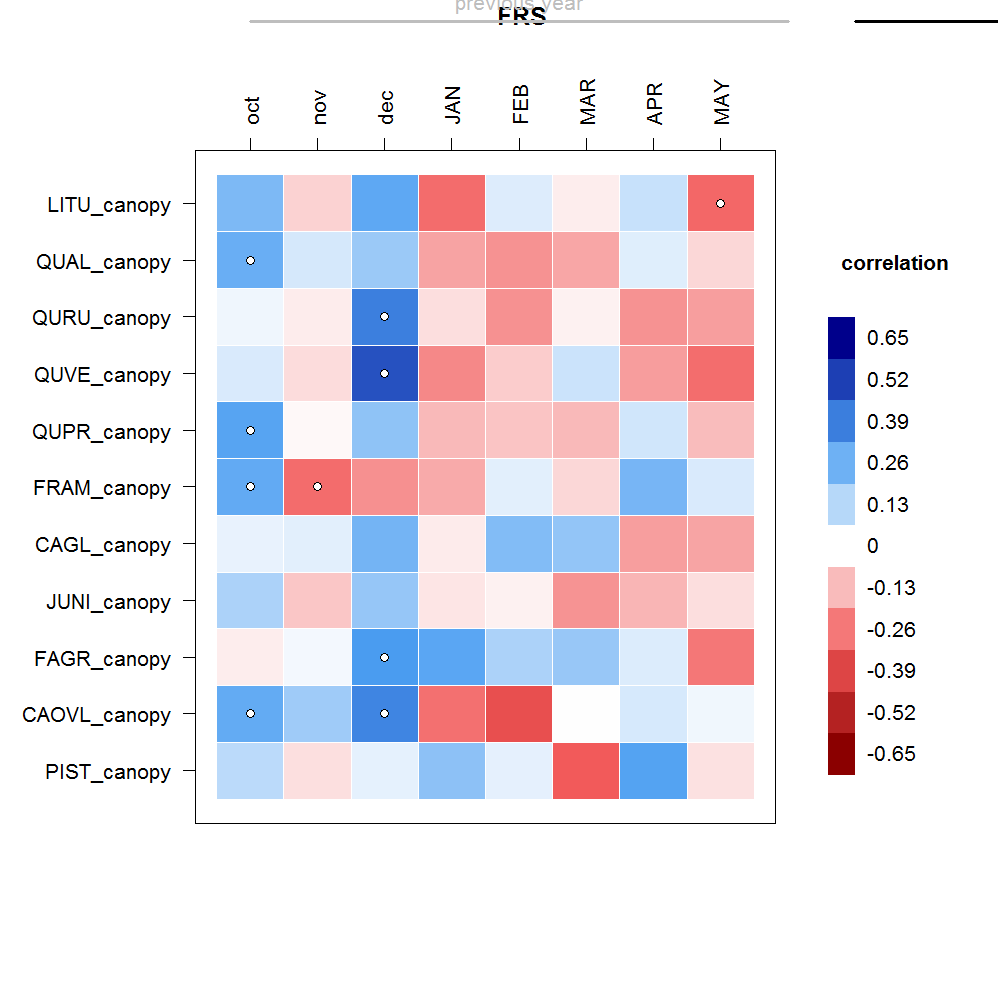 previous year
FRS
oct nov dec JAN FEB MAR APR MAY
LITU_canopy
QUAL_canopy
QURU_canopy
QUVE_canopy
QUPR_canopy
FRAM_canopy
CAGL_canopy
JUNI_canopy
FAGR_canopy
CAOVL_canopy
PIST_canopy
correlation
0.65
0.52
0.39
0.26
0.13
0
-0.13
-0.26
-0.39
-0.52
-0.65